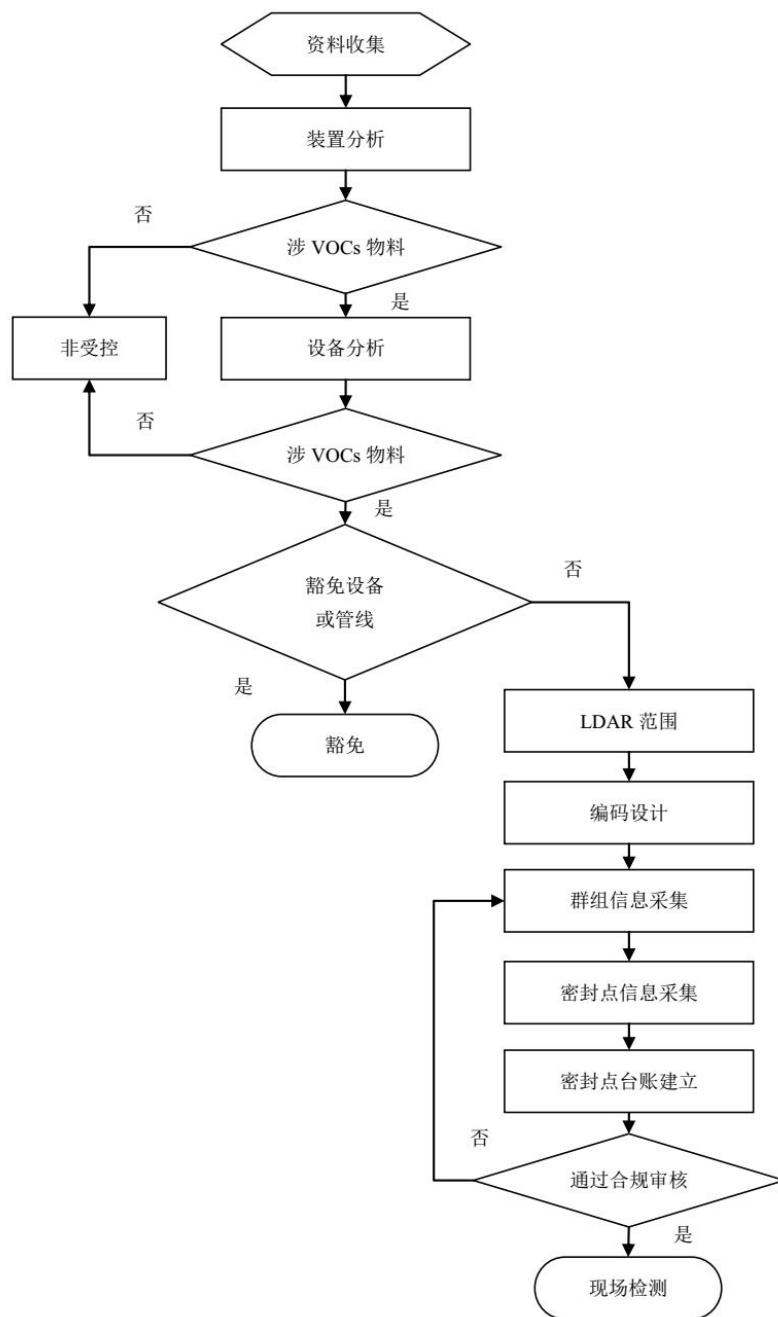 资料收集
装置分析
否
涉 VOCs 物料
是
非受控
设备分析
否
涉 VOCs 物料
是
豁免设备
或管线
否
是
豁免
LDAR 范围
编码设计
群组信息采集
密封点信息采集
密封点台账建立
否
通过合规审核
是
现场检测